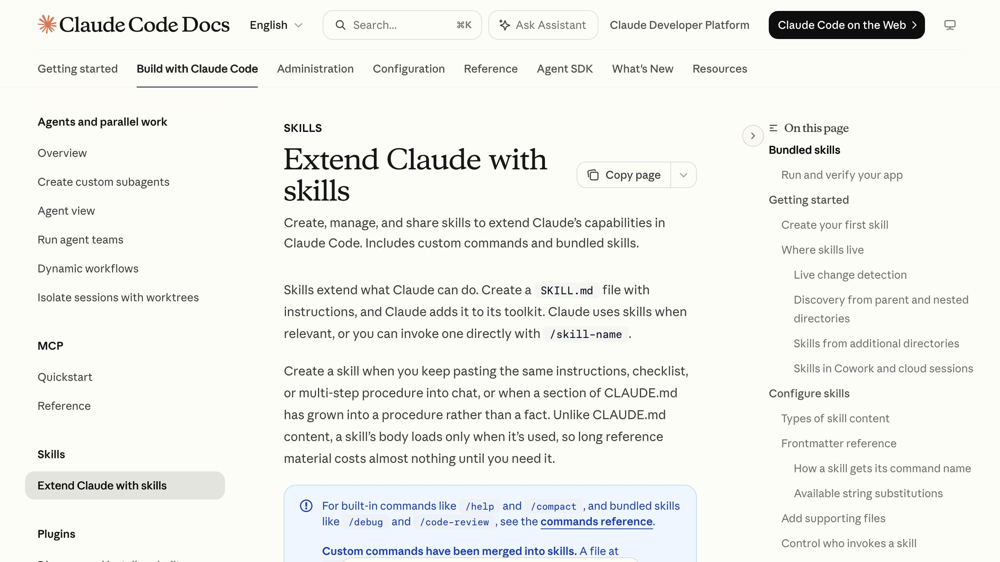 Claude Code Docs
English
Search...
⌘K
Ask Assistant
Claude Developer Platform
Claude Code on the Web
Getting started
Build with Claude Code
Administration
Configuration
Reference
Agent SDK
What's New
Resources
Agents and parallel work
Overview
Create custom subagents
Agent view
Run agent teams
Dynamic workflows
Isolate sessions with worktrees
MCP
Quickstart
Reference
Skills
Extend Claude with skills
Plugins
SKILLS
Extend Claude with
skills
Copy page
Create, manage, and share skills to extend Claude’s capabilities in
Claude Code. Includes custom commands and bundled skills.
Skills extend what Claude can do. Create a SKILL.md file with
instructions, and Claude adds it to its toolkit. Claude uses skills when
relevant, or you can invoke one directly with /skill-name .
Create a skill when you keep pasting the same instructions, checklist,
or multi-step procedure into chat, or when a section of CLAUDE.md
has grown into a procedure rather than a fact. Unlike CLAUDE.md
content, a skill’s body loads only when it’s used, so long reference
material costs almost nothing until you need it.
For built-in commands like /help and /compact , and bundled skills
like /debug and /code-review , see the commands reference.
Custom commands have been merged into skills. A file at
On this page
Bundled skills
Run and verify your app
Getting started
Create your first skill
Where skills live
Live change detection
Discovery from parent and nested
directories
Skills from additional directories
Skills in Cowork and cloud sessions
Configure skills
Types of skill content
Frontmatter reference
How a skill gets its command name
Available string substitutions
Add supporting files
Control who invokes a skill